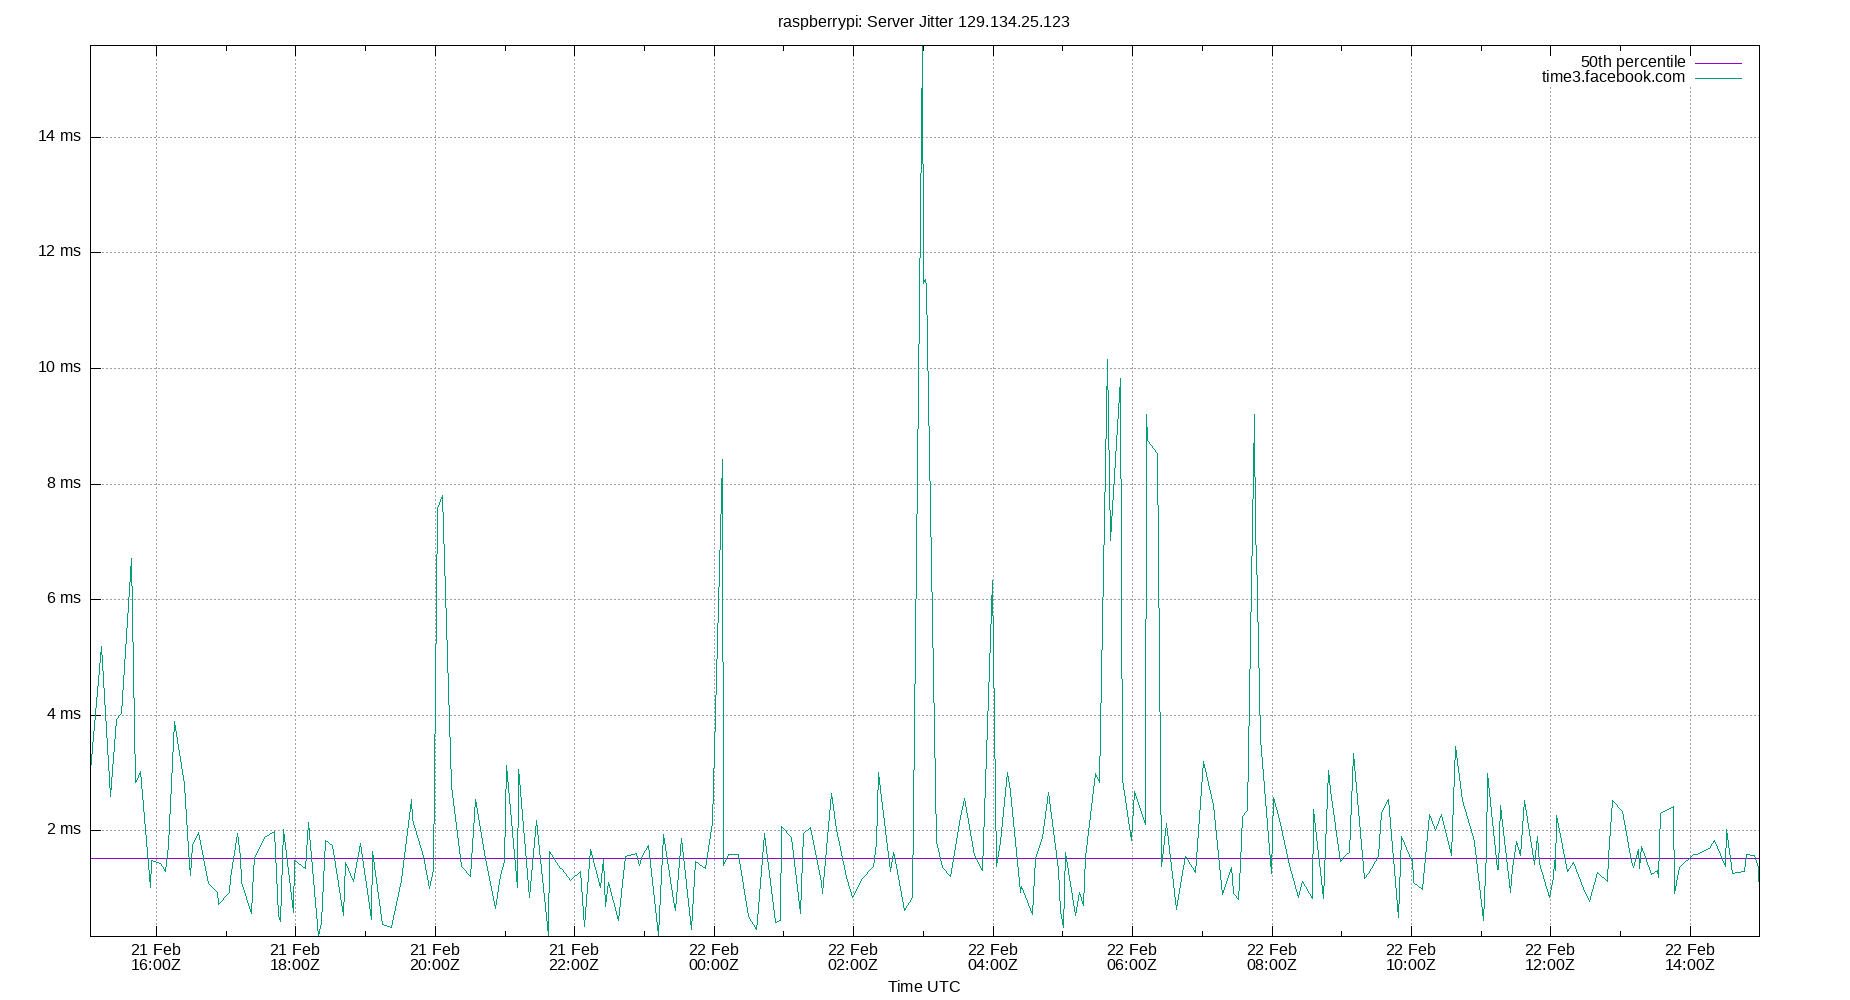 raspberrypi: Server Jitter 129.134.25.123
50th percentile
time3.facebook.com
14 ms
12 ms
10 ms
8 ms
6 ms
4 ms
2 ms
21 Feb 21 Feb 21 Feb 21 Feb 22 Feb 22 Feb 22 Feb 22 Feb 22 Feb 22 Feb 22 Feb 22 Feb
16:00Z 18:00Z 20:00Z 22:00Z 00:00Z 02:00Z 04:00Z 06:00Z 08:00Z 10:00Z 12:00Z 14:00Z
Time UTC